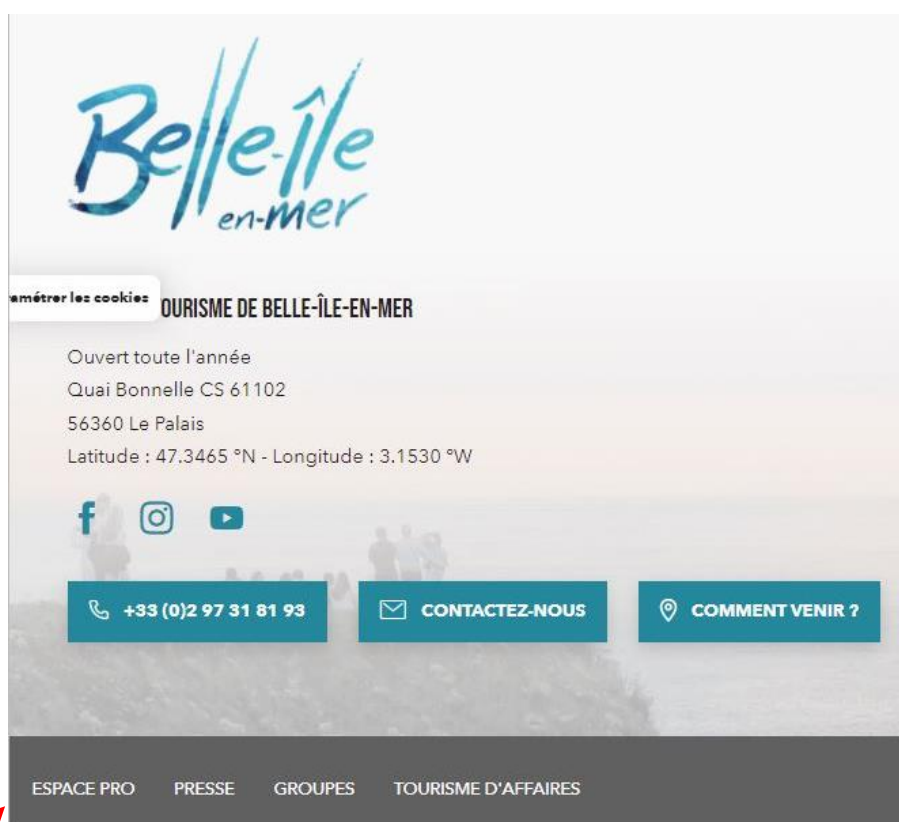 Belle-Île
en-mer
amétrer les cookies
OURISME DE BELLE-ÎLE-EN-MER
Ouvert toute l'année
Quai Bonnelle CS 61102
56360 Le Palais
Latitude : 47.3465 °N - Longitude : 3.1530 °W
+33 (0)2 97 31 81 93 CONTACTEZ-NOUS COMMENT VENIR ?
ESPACE PRO PRESSE GROUPES TOURISME D'AFFAIRES